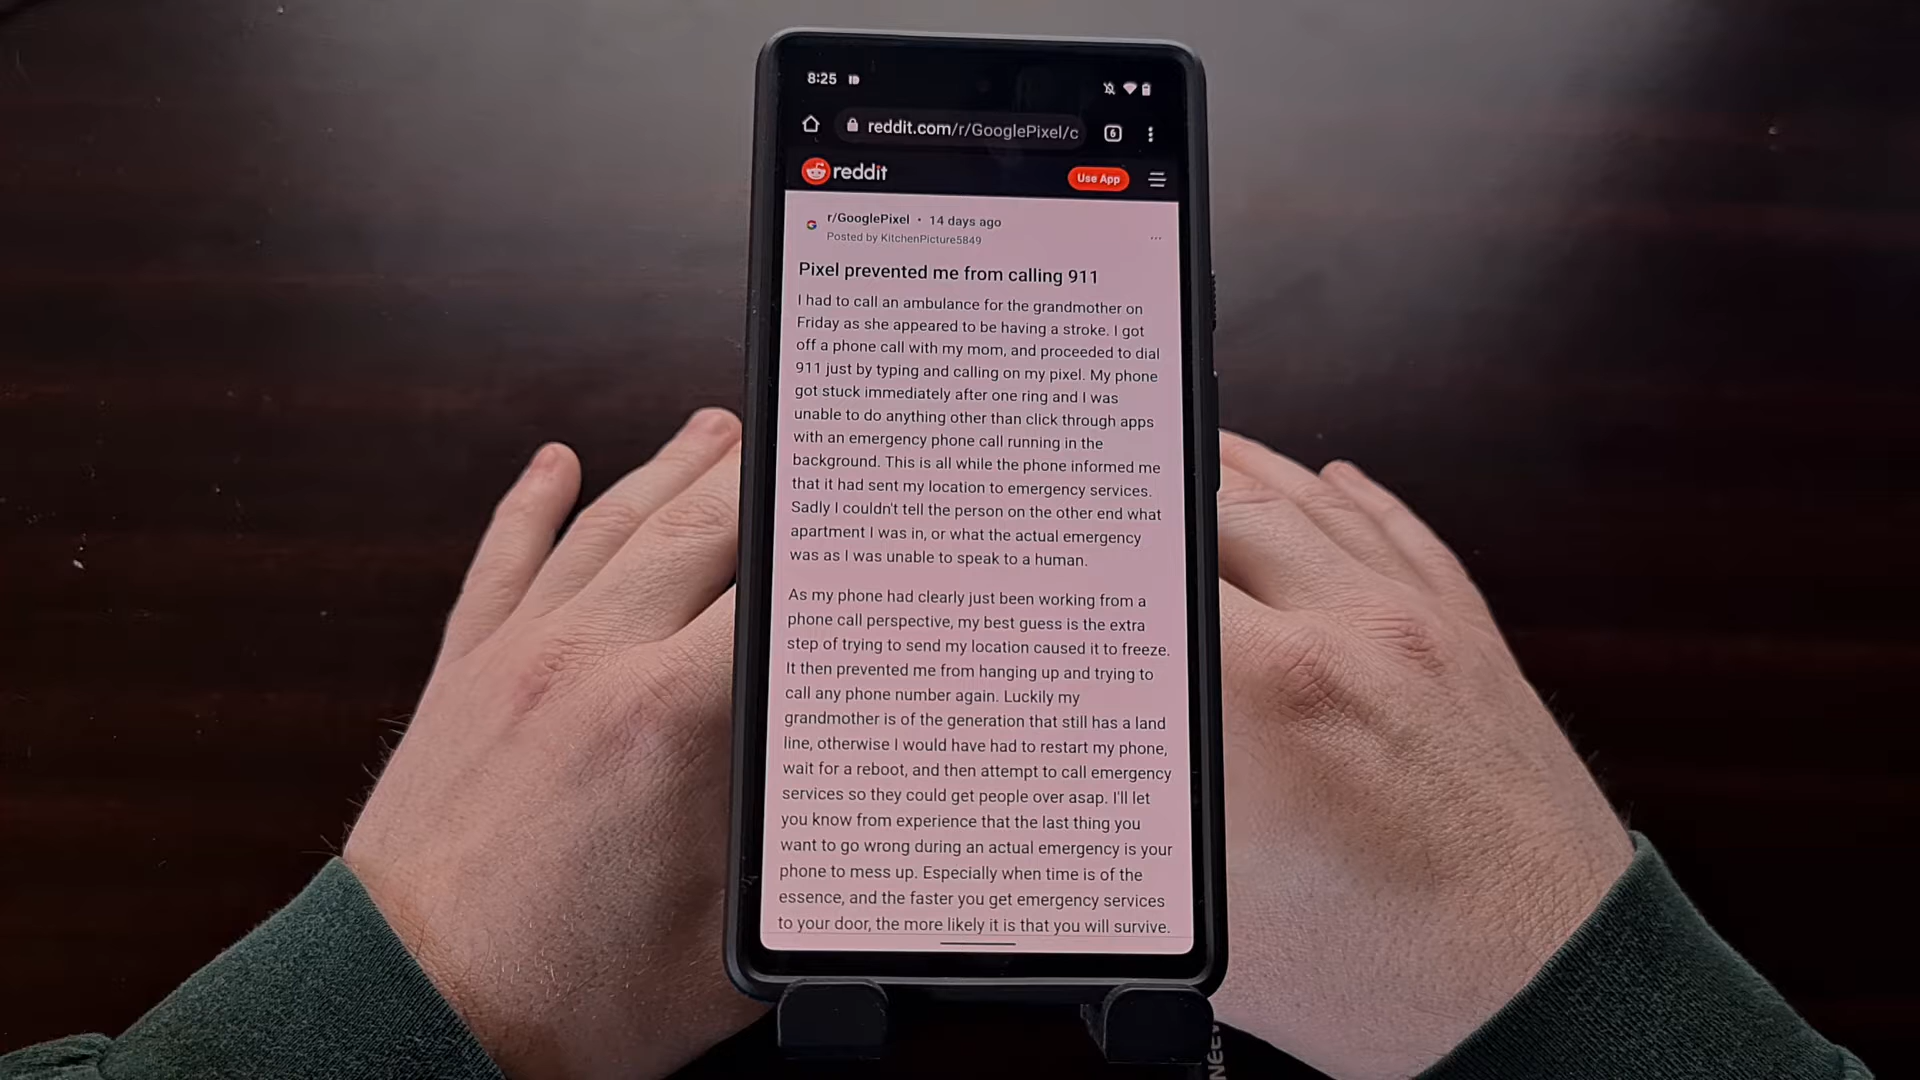 8:25
reddit.com/r/GooglePixel/c
6
reddit
Use App
r/GooglePixel • 14 days ago
Posted by KitchenPicture5849
Pixel prevented me from calling 911
I had to call an ambulance for the grandmother on
Friday as she appeared to be having a stroke. I got
off a phone call with my mom, and proceeded to dial
911 just by typing and calling on my pixel. My phone
got stuck immediately after one ring and I was
unable to do anything other than click through apps
with an emergency phone call running in the
background. This is all while the phone informed me
that it had sent my location to emergency services.
Sadly I couldn't tell the person on the other end what
apartment I was in, or what the actual emergency
was as I was unable to speak to a human.
As my phone had clearly just been working from a
phone call perspective, my best guess is the extra
step of trying to send my location caused it to freeze.
It then prevented me from hanging up and trying to
call any phone number again. Luckily my
grandmother is of the generation that still has a land
line, otherwise I would have had to restart my phone,
wait for a reboot, and then attempt to call emergency
services so they could get people over asap. I'll let
you know from experience that the last thing you
want to go wrong during an actual emergency is your
phone to mess up. Especially when time is of the
essence, and the faster you get emergency services
to your door, the more likely it is that you will survive.